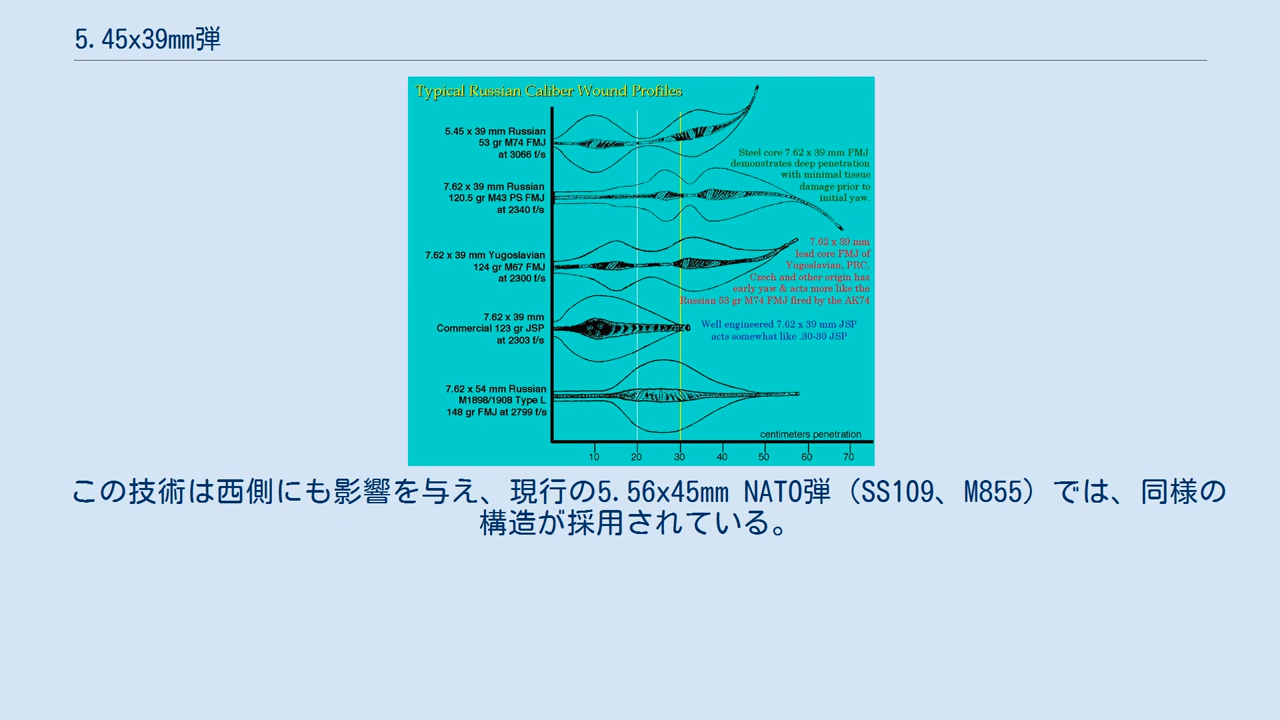 5.45x39mm弾
Typical Russian Caliber Wound Profiles
5.45 x 39 mm Russian
53 gr M74 FMJ
at 3066 f/s
Steel core 7.62 x 39 mm FMJ
demonstrates deep penetration
with minimal tissue
damage prior to
initial yaw.
7.62 x 39 mm Russian
120.5 gr M43 PS FMJ
at 2340 f/s
7.62 x 39 mm
lead core FMJ of
Yugoslavian, PRC,
Czech and other origin has
early yaw & acts more like the
Russian 53 gr M74 FMJ fired by the AK74
7.62 x 39 mm Yugoslavian
124 gr M67 FMJ
at 2300 f/s
7.62 x 39 mm
Commercial 123 gr JSP
at 2303 f/s
Well engineered 7.62 x 39 mm JSP
acts somewhat like .30-30 JSP
7.62 x 54 mm Russian
M1898/1908 Type L
148 gr FMJ at 2799 f/s
centimeters penetration
10 20 30 40 50 60 70
この技術は西側にも影響を与え、現行の5.56x45mm NATO弾（SS109、M855）では、同様の
構造が採用されている。